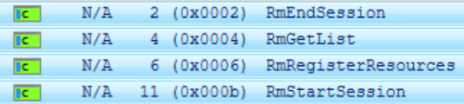 C N/A 2 (0x0002) RmEndSession
C N/A 4 (0x0004) RmGetList
C N/A 6 (0x0006) RmRegisterResources
C N/A 11 (0x000b) RmStartSession